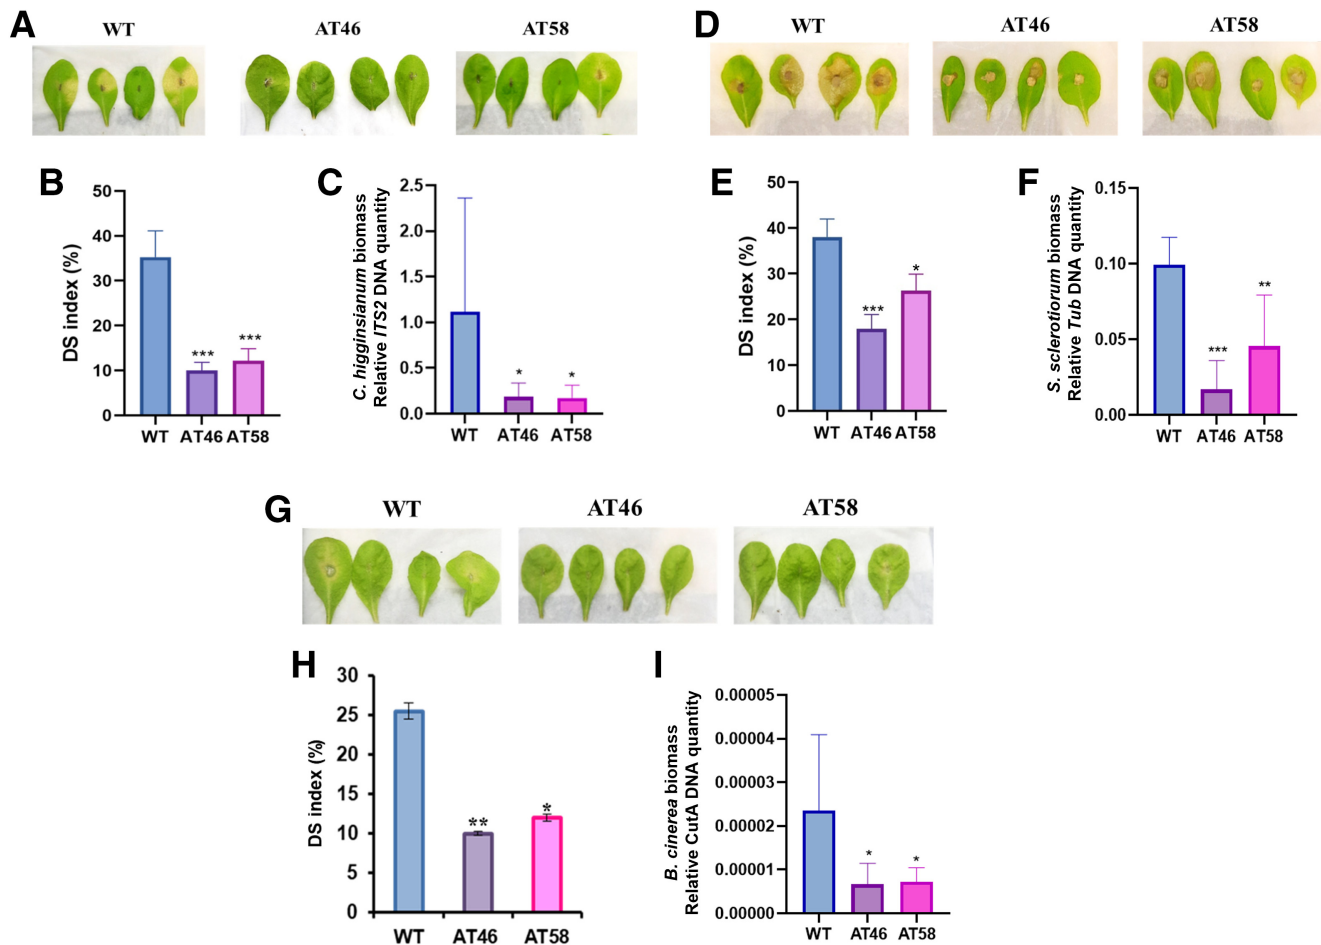 A
WT
AT46
AT58
D
WT
AT46
AT58
B
DS index (%)
50
40
30
20
10
0
***
***
WT
AT46
AT58
C
C. higginsianum biomass
Relative ITS2 DNA quantity
2.5
2.0
1.5
1.0
0.5
0.0
*
*
WT
AT46
AT58
E
DS index (%)
50
40
30
20
10
0
***
*
WT
AT46
AT58
F
S. sclerotiorum biomass
Relative Tub DNA quantity
0.15
0.10
0.05
0.00
***
**
WT
AT46
AT58
G
WT
AT46
AT58
H
DS index (%)
30
25
20
15
10
5
0
**
*
WT
AT46
AT58
I
B. cinerea biomass
Relative CutA DNA quantity
0.00005
0.00004
0.00003
0.00002
0.00001
0.00000
*
*
WT
AT46
AT58